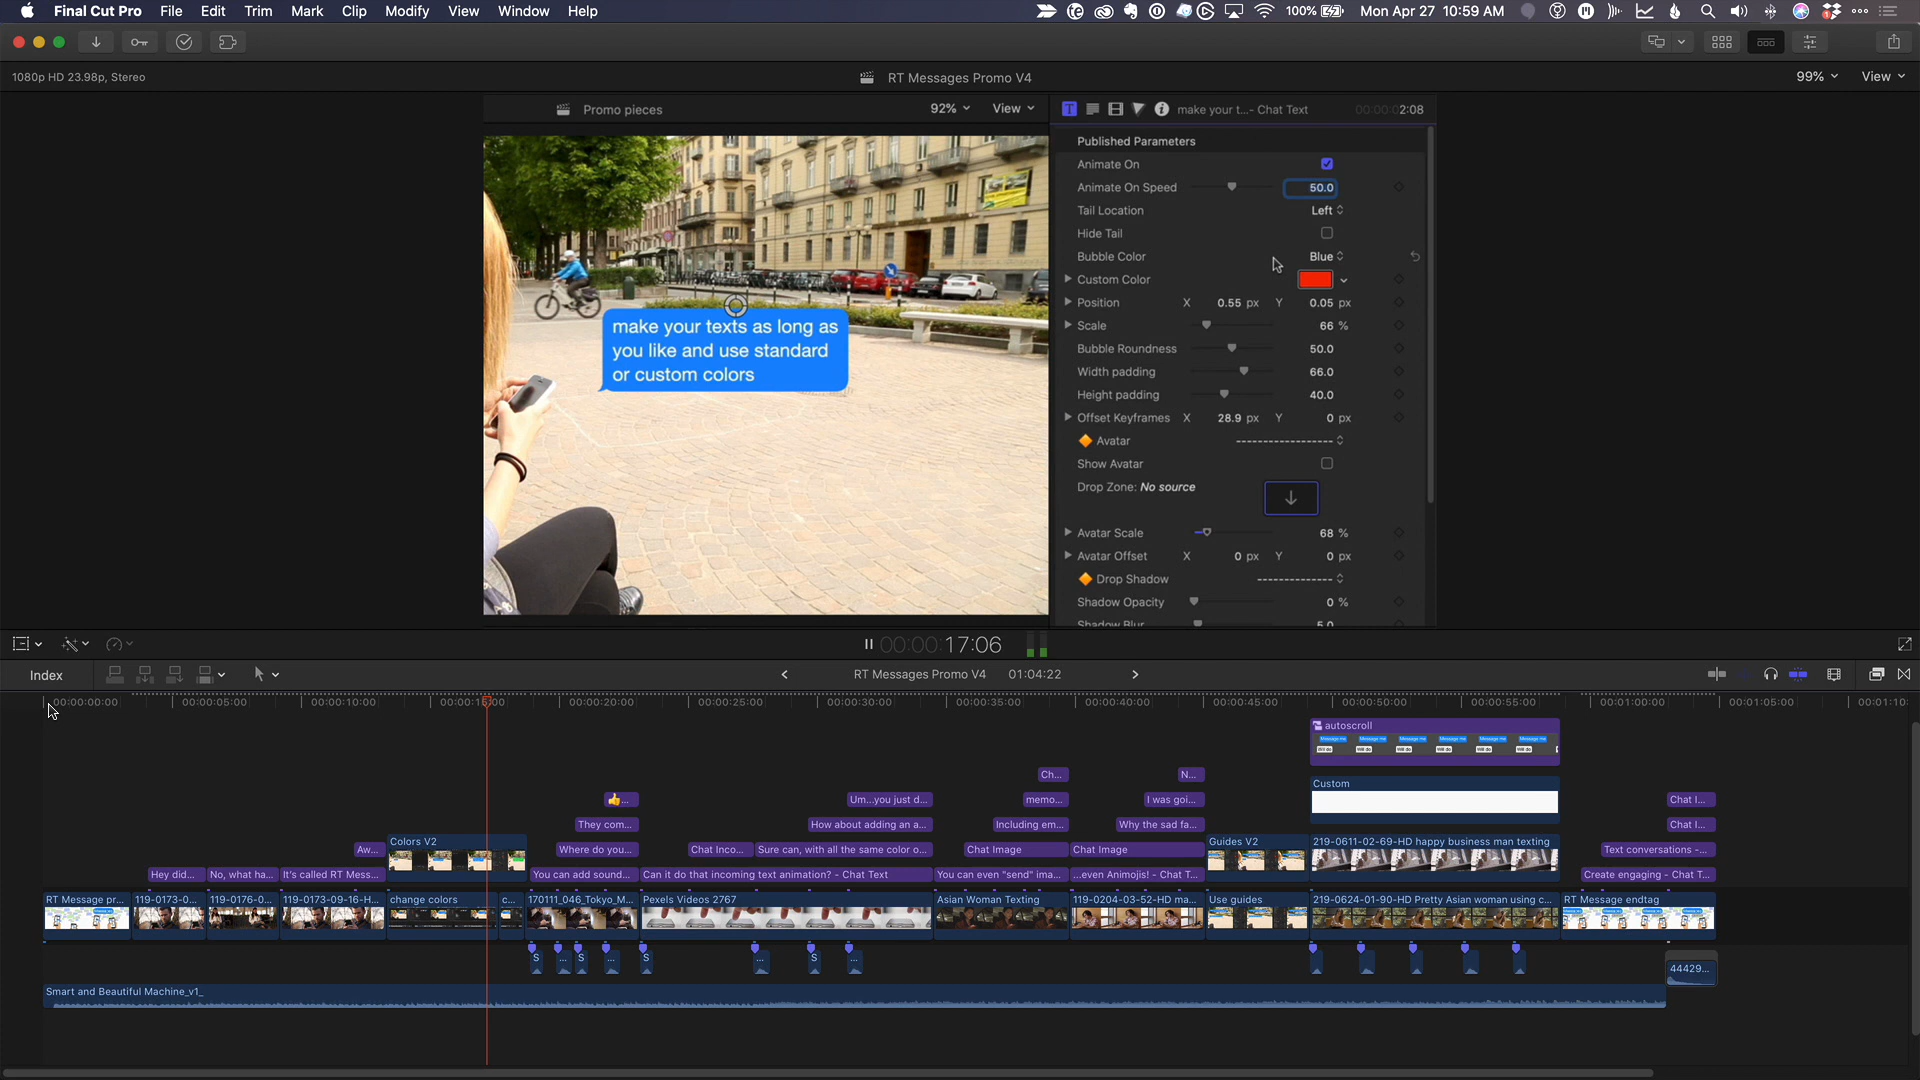 Final Cut Pro File Edit Trim Mark Clip Modify View Window Help
100% Mon Apr 27 10:59 AM
1080p HD 23.98p, Stereo
RT Messages Promo V4
99% View
Promo pieces
92% View
make your t...- Chat Text
00:00:02:08
Published Parameters
Animate On
Animate On Speed 50.0
Tail Location Left
Hide Tail
Bubble Color Blue
Custom Color
Position X 0.55 px Y 0.05 px
Scale 66 %
Bubble Roundness 50.0
Width padding 66.0
Height padding 40.0
Offset Keyframes X 28.9 px Y 0 px
Avatar
Show Avatar
Drop Zone: No source
Avatar Scale 68 %
Avatar Offset X 0 px Y 0 px
Drop Shadow
Shadow Opacity 0 %
Shadow Blur 5.0
make your texts as long as
you like and use standard
or custom colors
00:00:00:17:06
Index
RT Messages Promo V4 01:04:22
00:00:00:00 00:00:05:00 00:00:10:00 00:00:15:00 00:00:20:00 00:00:25:00 00:00:30:00 00:00:35:00 00:00:40:00 00:00:45:00 00:00:50:00 00:00:55:00 00:01:00:00 00:01:05:00 00:01:10:
autoscroll
Ch... N...
Custom
Um...you just d... memo... I was goi... Chat I...
They com... How about adding an a... Including em... Why the sad fa... Chat I...
Colors V2 Guides V2 219-0611-02-69-HD happy business man texting
Aw... Where do you... Chat Inco... Sure can, with all the same color o... Chat Image Chat Image Text conversations -...
Hey did... No, what ha... It's called RT Mess... You can add sound... Can it do that incoming text animation? - Chat Text You can even "send" ima... ...even Animojis! - Chat T... Create engaging - Chat T...
RT Message pr... 119-0173-0... 119-0176-0... 119-0173-09-16-H... change colors c... 170111_046_Tokyo_M... Pexels Videos 2767 Asian Woman Texting 119-0204-03-52-HD ma... Use guides 219-0624-01-90-HD Pretty Asian woman using c... RT Message endtag
S ... S ... S ... S ...
44429...
Smart and Beautiful Machine_v1_